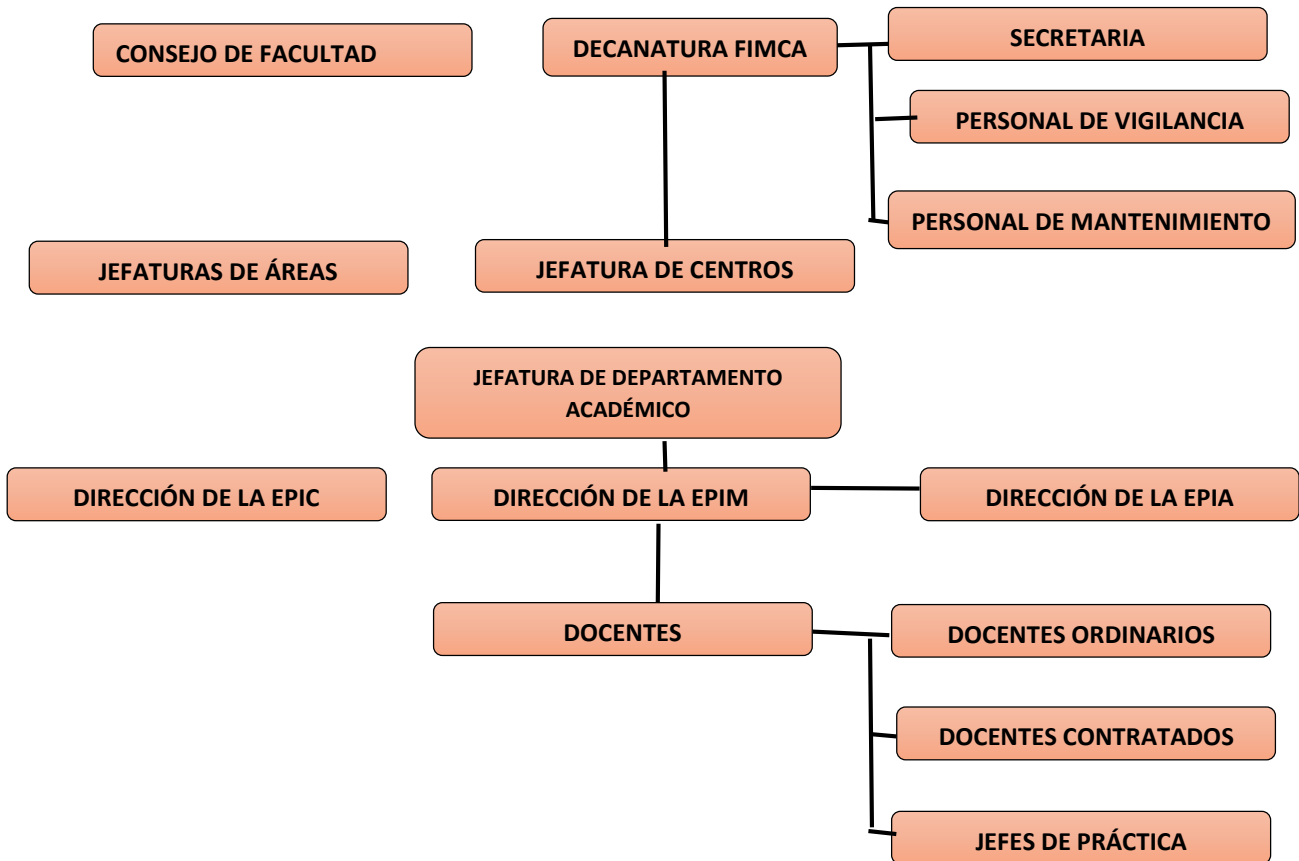 CONSEJO DE FACULTAD
DECANATURA FIMCA
SECRETARIA
PERSONAL DE VIGILANCIA
PERSONAL DE MANTENIMIENTO
JEFATURAS DE ÁREAS
JEFATURA DE CENTROS
JEFATURA DE DEPARTAMENTO
ACADÉMICO
DIRECCIÓN DE LA EPIC
DIRECCIÓN DE LA EPIM
DIRECCIÓN DE LA EPIA
DOCENTES
DOCENTES ORDINARIOS
DOCENTES CONTRATADOS
JEFES DE PRÁCTICA